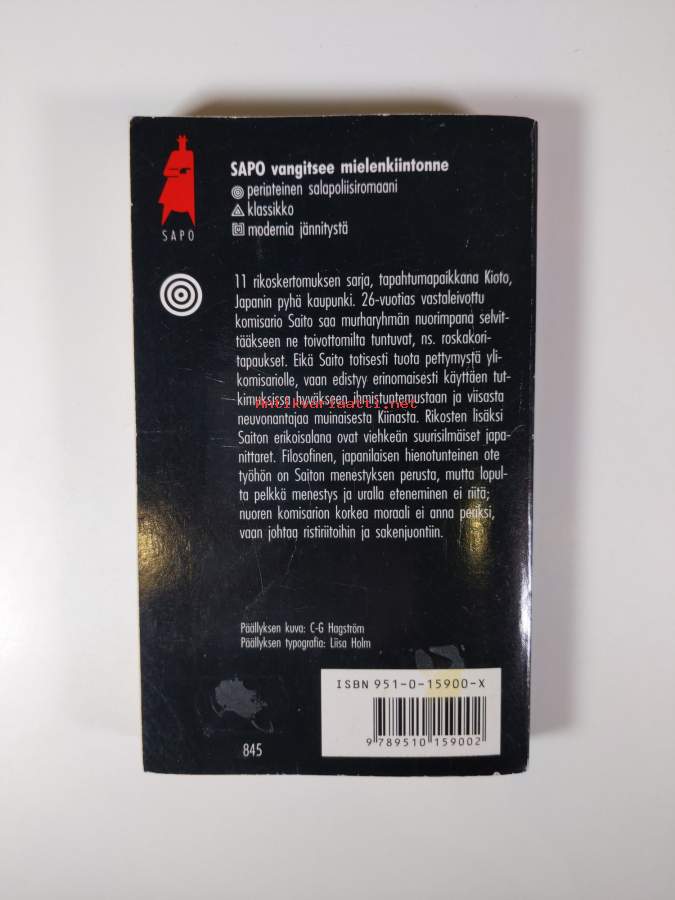 SAPO vangitsee mielenkiintonne
perinteinen salapoliisiromaani
klassikko
modernia jännitystä
SAPO
11 rikoskertomuksen sarja, tapahtumapaikkana Kioto,
Japanin pyhä kaupunki. 26-vuotias vastaleivottu
komisario Saito saa murharyhmän nuorimpana selvit-
tääkseen ne toivottomilta tuntuvat, ns. roskakori-
tapaukset. Eikä Saito totisesti tuota pettymystä yli-
komisariolle, vaan edistyy erinomaisesti käyttäen tut-
kimuksissa hyväkseen ihmistuntemustaan ja viisasta
Antikvariaatti.net
neuvonantajaa muinaisesta Kiinasta. Rikosten lisäksi
Saiton erikoisalana ovat viehkeän suurisilmäiset japa-
nittaret. Filosofinen, japanilaisen hienotunteinen ote
työhön on Saiton menestyksen perusta, mutta lopul-
ta pelkkä menestys ja uralla eteneminen ei riitä;
nuoren komisarion korkea moraali ei anna periksi,
vaan johtaa ristiriitoihin ja sakenjuontiin.
Päällyksen kuva: C-G Hagström
Päällyksen typografia: Liisa Holm
ISBN 951-0-15900-X
9 789510 159002
845